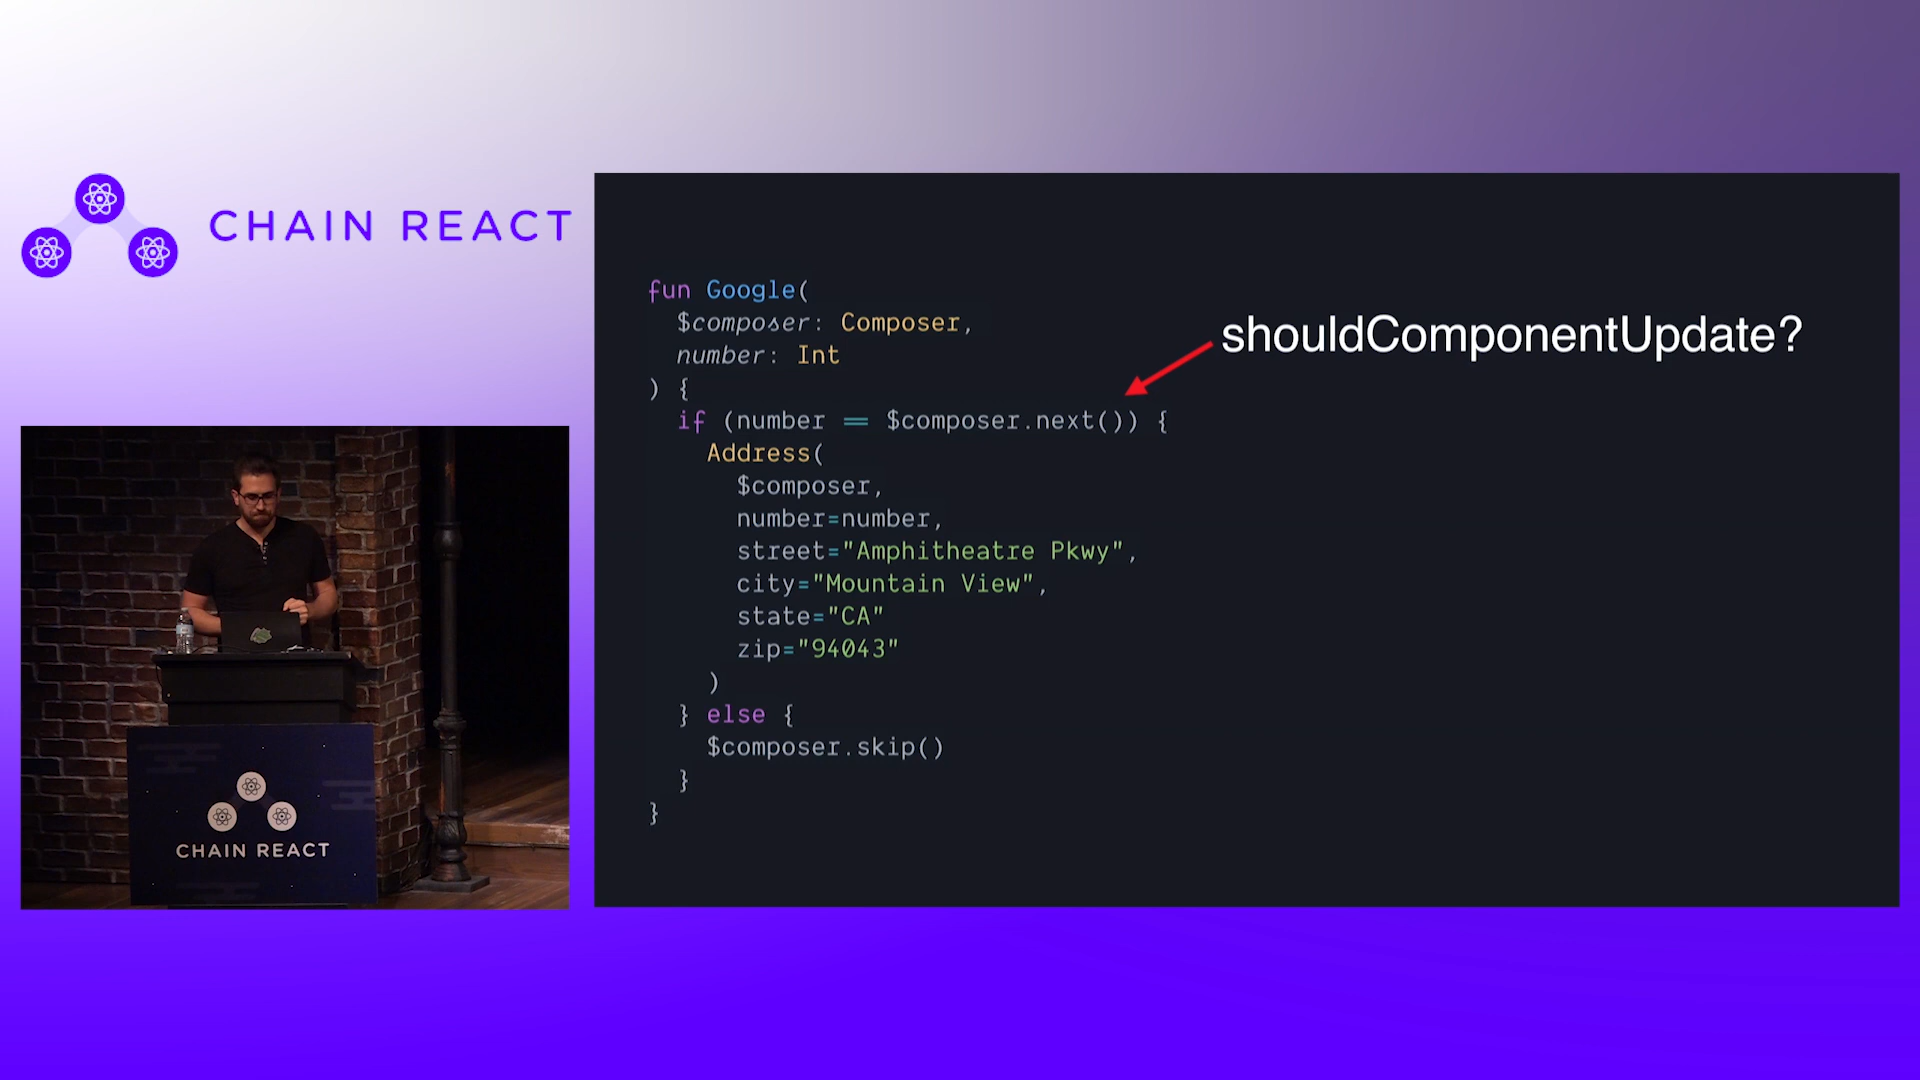 CHAIN REACT
fun Google(
$composer: Composer,
number: Int
) {
if (number == $composer.next()) {
Address(
$composer,
number=number,
street="Amphitheatre Pkwy",
city="Mountain View",
state="CA"
zip="94043"
)
} else {
$composer.skip()
}
}
shouldComponentUpdate?
CHAIN REACT